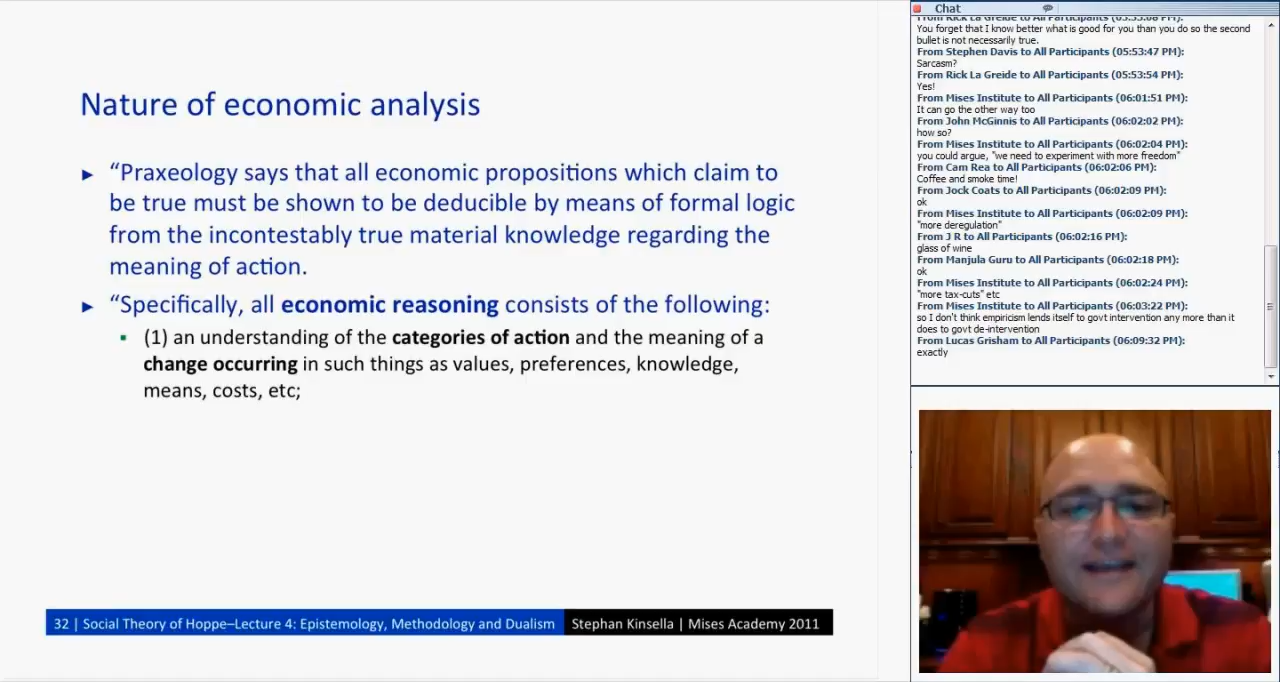 Nature of economic analysis
► “Praxeology says that all economic propositions which claim to
be true must be shown to be deducible by means of formal logic
from the incontestably true material knowledge regarding the
meaning of action.
► “Specifically, all economic reasoning consists of the following:
▪ (1) an understanding of the categories of action and the meaning of a
change occurring in such things as values, preferences, knowledge,
means, costs, etc;
32 | Social Theory of Hoppe–Lecture 4: Epistemology, Methodology and Dualism
Stephan Kinsella | Mises Academy 2011
Chat
From Rick La Greide to All Participants (05:53:08 PM):
You forget that I know better what is good for you than you do so the second
bullet is not necessarily true.
From Stephen Davis to All Participants (05:53:47 PM):
Sarcasm?
From Rick La Greide to All Participants (05:53:54 PM):
Yes!
From Mises Institute to All Participants (06:01:51 PM):
It can go the other way too
From John McGinnis to All Participants (06:02:02 PM):
how so?
From Mises Institute to All Participants (06:02:04 PM):
you could argue, "we need to experiment with more freedom"
From Cam Rea to All Participants (06:02:06 PM):
Coffee and smoke time!
From Jock Coats to All Participants (06:02:09 PM):
ok
From Mises Institute to All Participants (06:02:09 PM):
"more deregulation"
From J R to All Participants (06:02:16 PM):
glass of wine
From Manjula Guru to All Participants (06:02:18 PM):
ok
From Mises Institute to All Participants (06:02:24 PM):
"more tax-cuts" etc
From Mises Institute to All Participants (06:03:22 PM):
so I don't think empiricism lends itself to govt intervention any more than it
does to govt de-intervention
From Lucas Grisham to All Participants (06:09:32 PM):
exactly